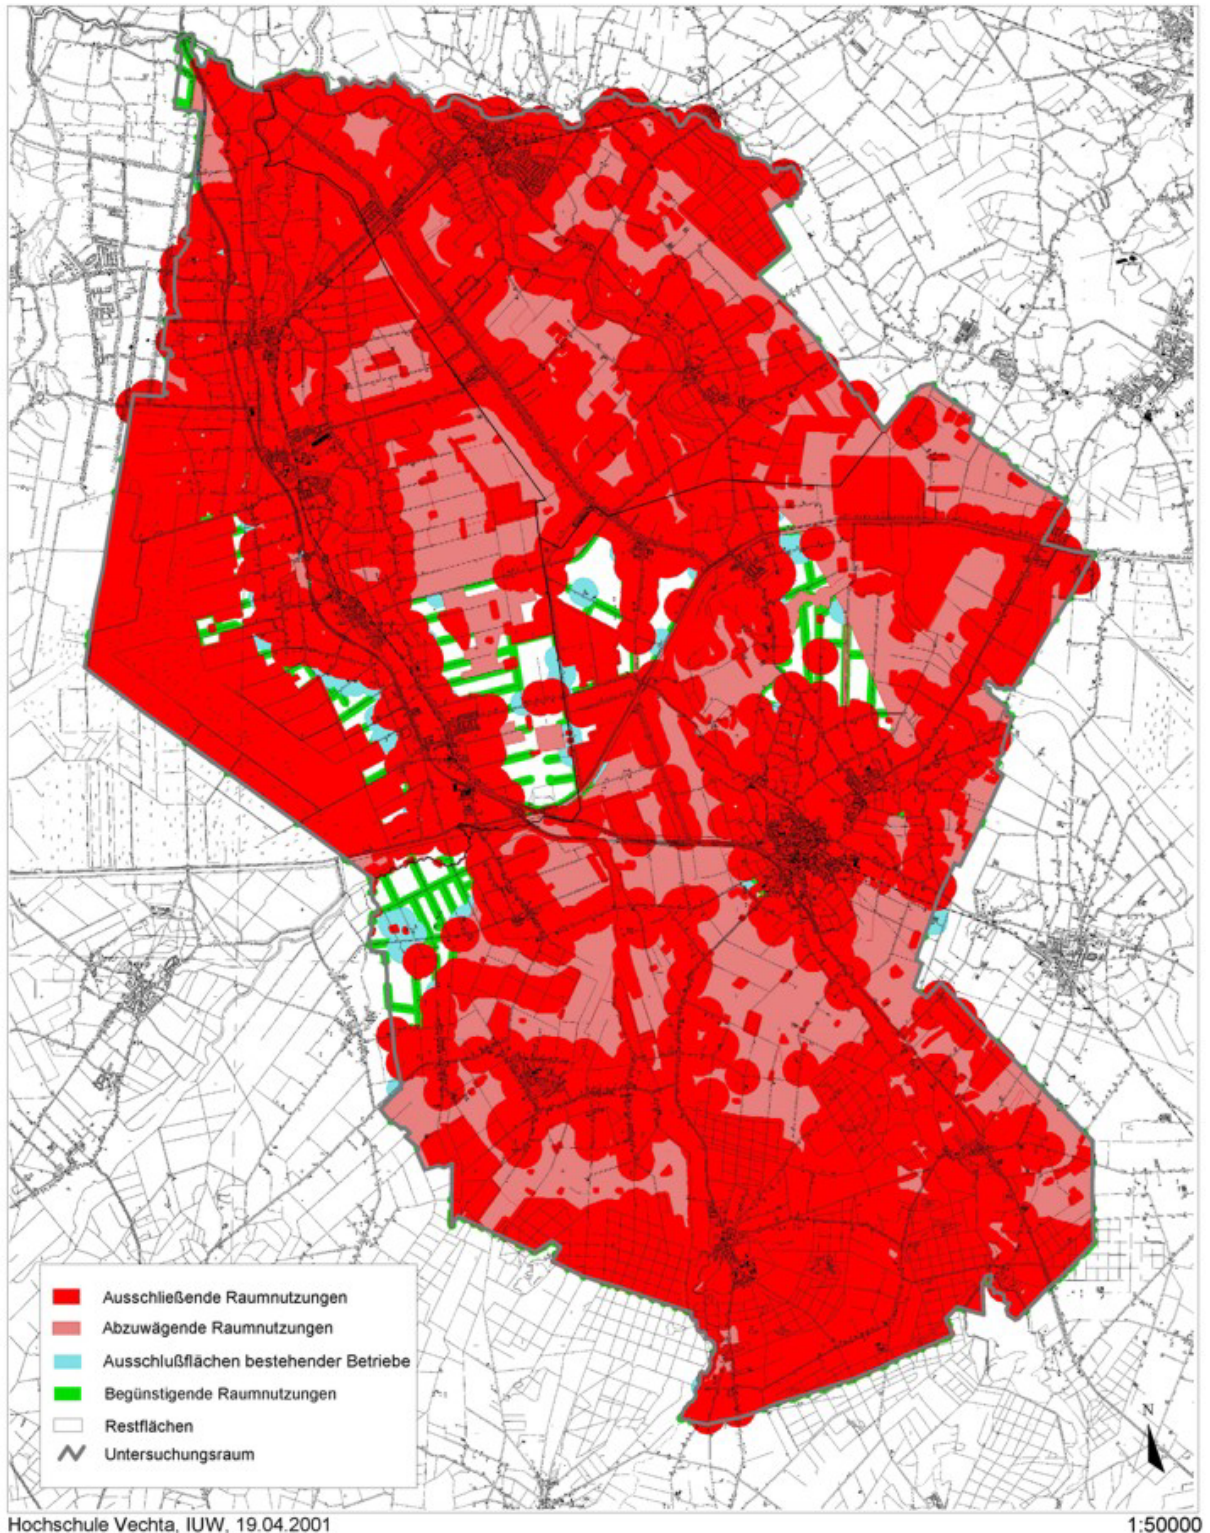 Ausschließende Raumnutzungen
Abzuwägende Raumnutzungen
Ausschlußflächen bestehender Betriebe
Begünstigende Raumnutzungen
Restflächen
Untersuchungsraum
N
Hochschule Vechta, IUW, 19.04.2001
1:50000